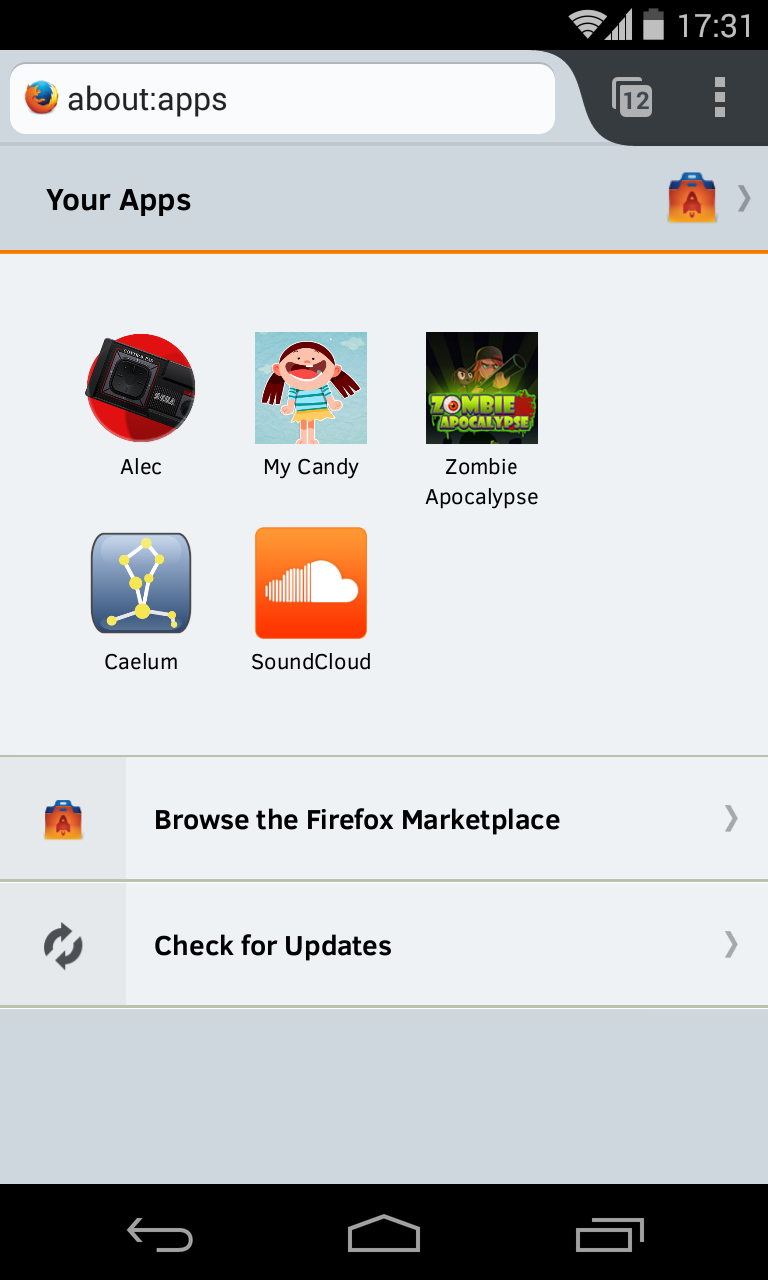 17:31
about:apps
12
Your Apps
SEGA
ZOMBIE
APOCALYPSE
Alec
My Candy
Zombie
Apocalypse
Caelum
SoundCloud
Browse the Firefox Marketplace
Check for Updates